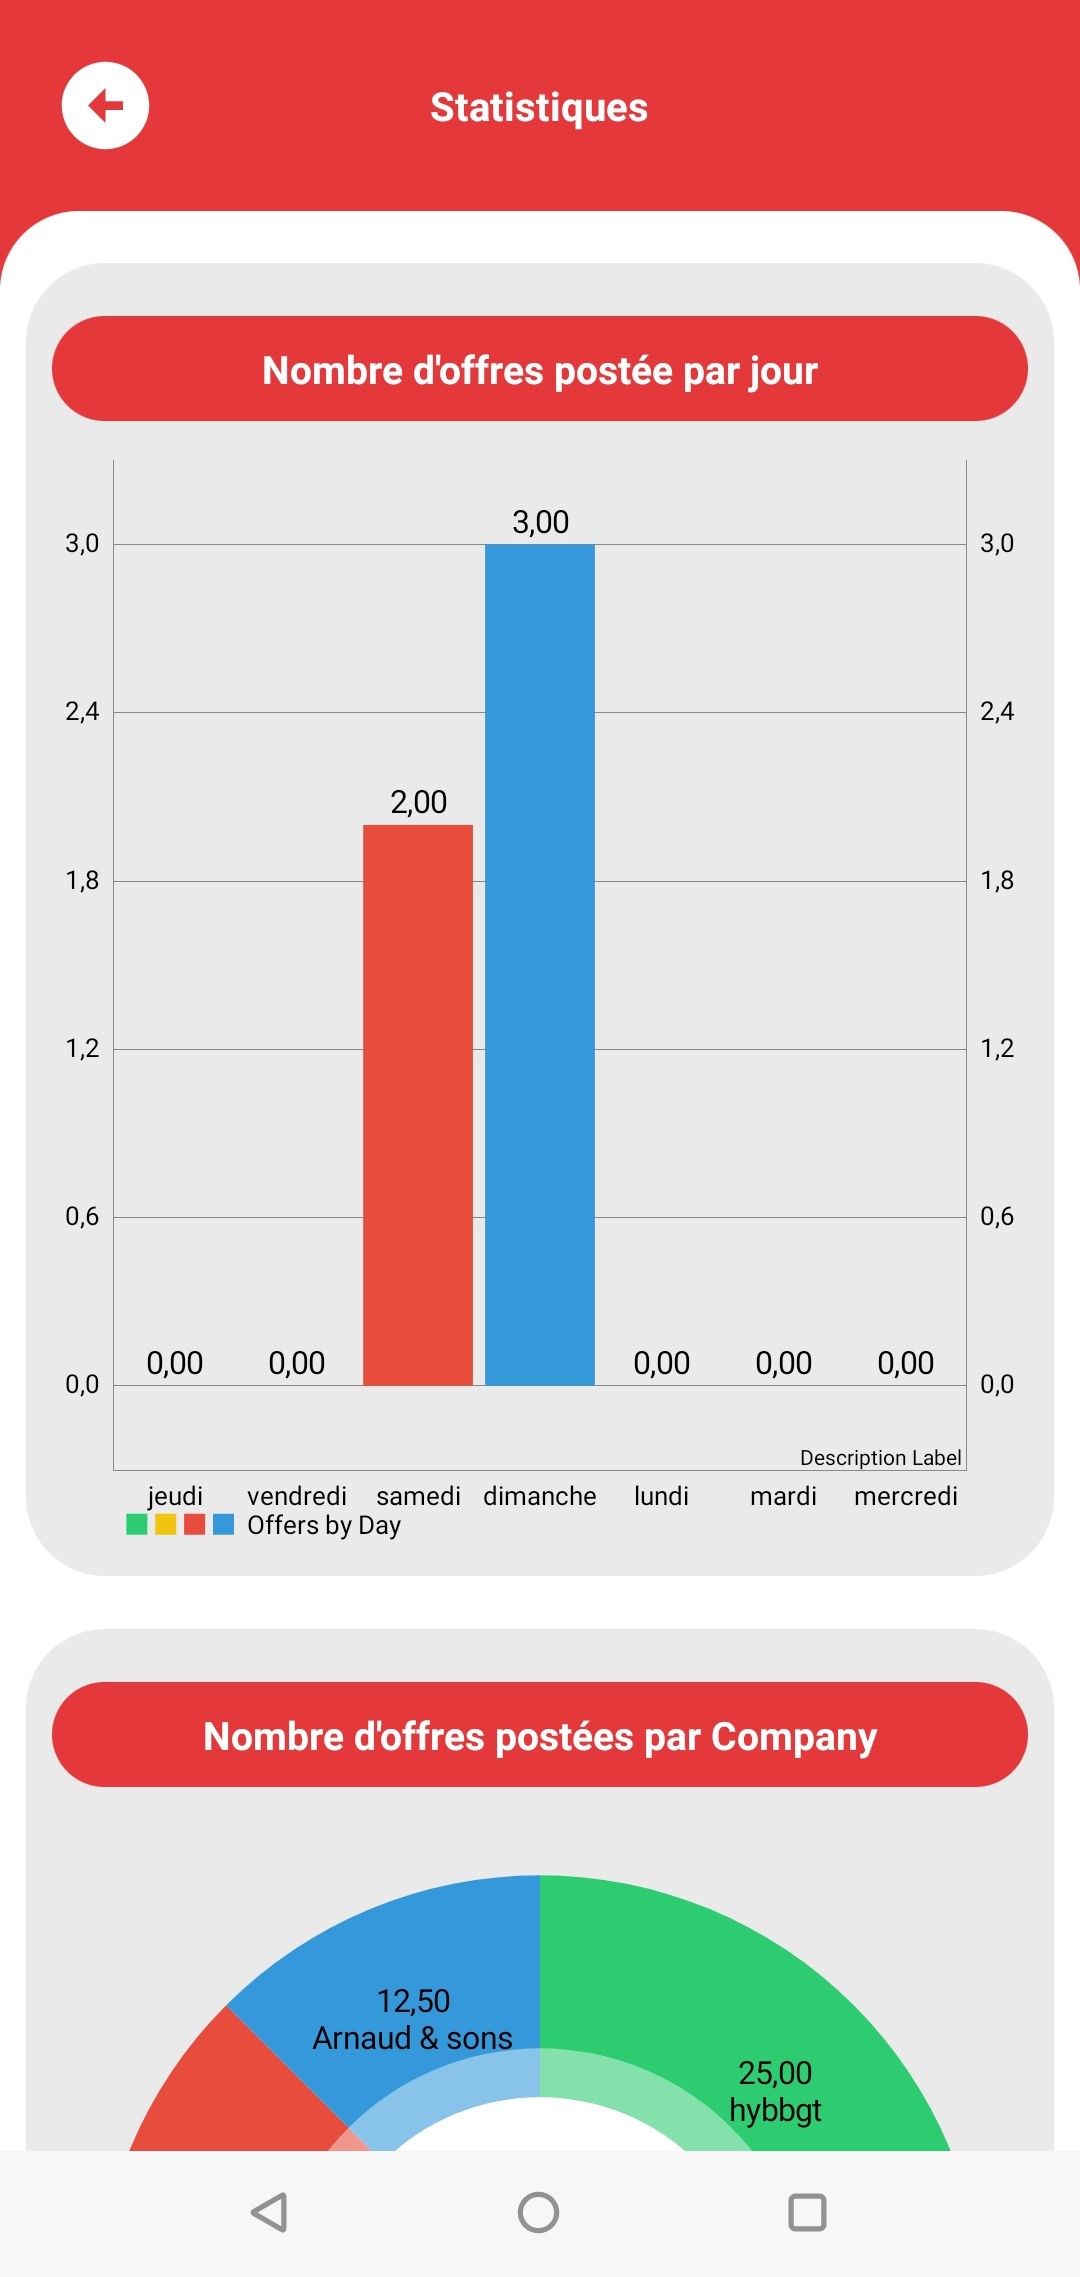 Statistiques
Nombre d'offres postée par jour
3,00
3,0 3,0
2,4 2,4
2,00
1,8 1,8
1,2 1,2
0,6 0,6
0,00 0,00 0,00 0,00 0,00
0,0 0,0
Description Label
jeudi vendredi samedi dimanche lundi mardi mercredi
Offers by Day
Nombre d'offres postées par Company
12,50
Arnaud & sons
25,00
hybbgt